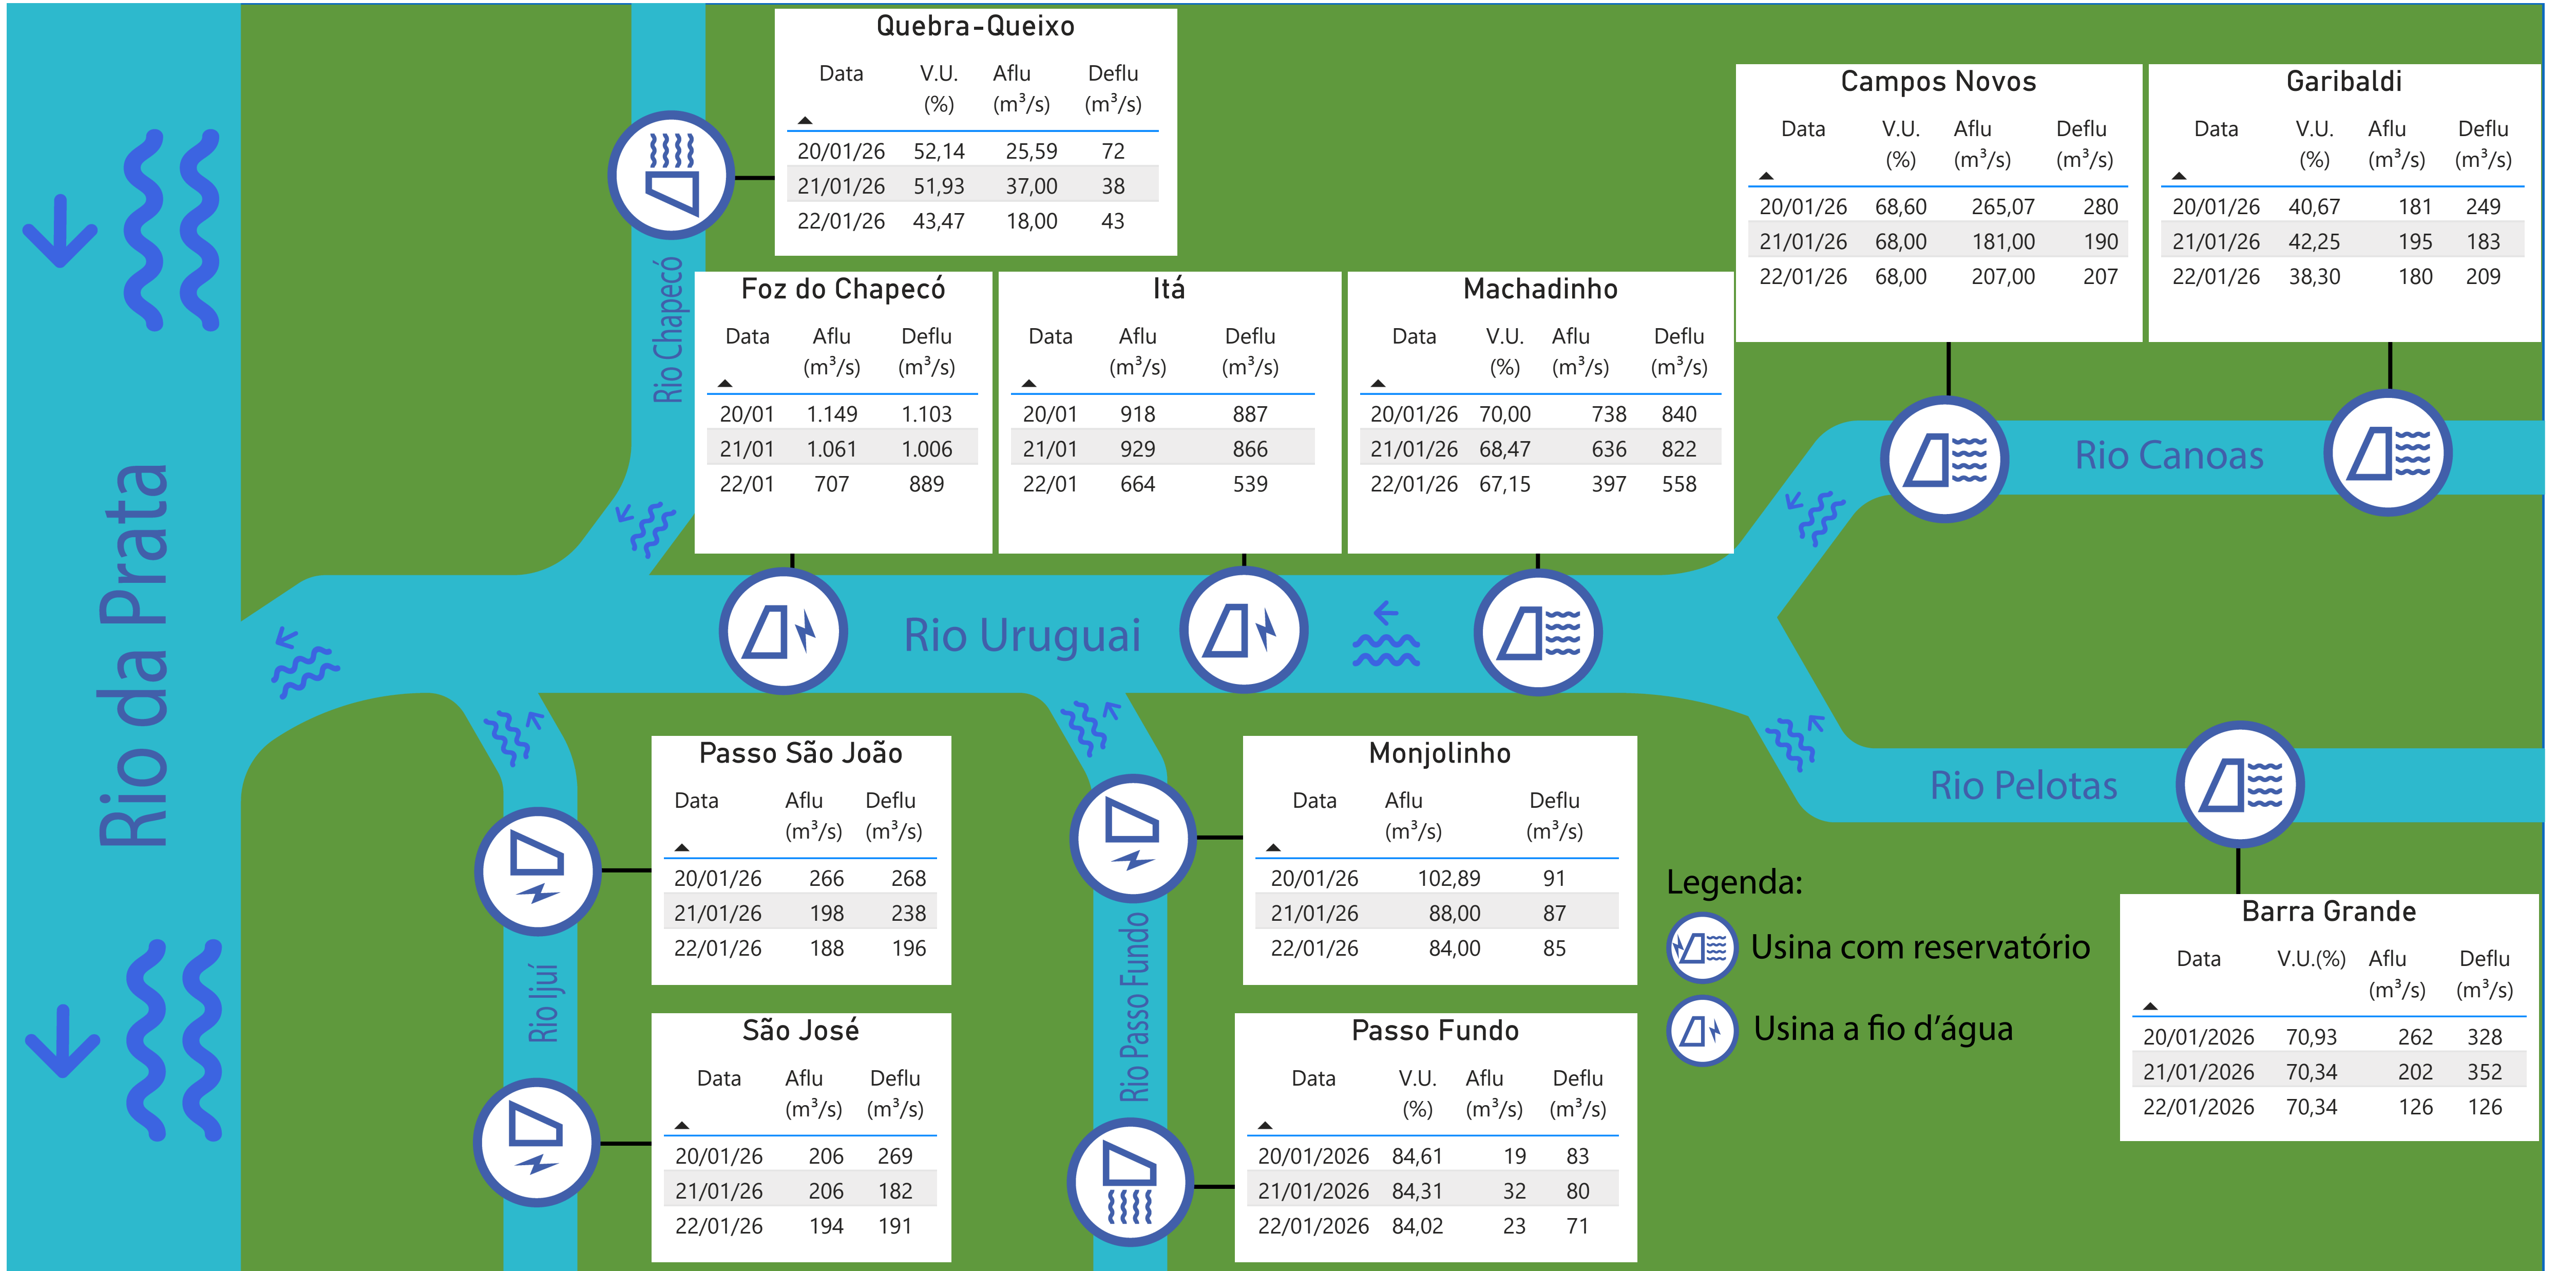 Quebra-Queixo
Data V.U. (%) Aflu (m³/s) Deflu (m³/s)
20/01/26 52,14 25,59 72
21/01/26 51,93 37,00 38
22/01/26 43,47 18,00 43
Campos Novos
Data V.U. (%) Aflu (m³/s) Deflu (m³/s)
20/01/26 68,60 265,07 280
21/01/26 68,00 181,00 190
22/01/26 68,00 207,00 207
Garibaldi
Data V.U. (%) Aflu (m³/s) Deflu (m³/s)
20/01/26 40,67 181 249
21/01/26 42,25 195 183
22/01/26 38,30 180 209
Rio Chapecó
Foz do Chapecó
Data Aflu (m³/s) Deflu (m³/s)
20/01 1.149 1.103
21/01 1.061 1.006
22/01 707 889
Itá
Data Aflu (m³/s) Deflu (m³/s)
20/01 918 887
21/01 929 866
22/01 664 539
Machadinho
Data V.U. (%) Aflu (m³/s) Deflu (m³/s)
20/01/26 70,00 738 840
21/01/26 68,47 636 822
22/01/26 67,15 397 558
Rio Canoas
Rio da Prata
Rio Uruguai
Rio Pelotas
Passo São João
Data Aflu (m³/s) Deflu (m³/s)
20/01/26 266 268
21/01/26 198 238
22/01/26 188 196
Monjolinho
Data Aflu (m³/s) Deflu (m³/s)
20/01/26 102,89 91
21/01/26 88,00 87
22/01/26 84,00 85
Legenda:
Usina com reservatório
Usina a fio d’água
Barra Grande
Data V.U.(%) Aflu (m³/s) Deflu (m³/s)
20/01/2026 70,93 262 328
21/01/2026 70,34 202 352
22/01/2026 70,34 126 126
Rio Ijuí
São José
Data Aflu (m³/s) Deflu (m³/s)
20/01/26 206 269
21/01/26 206 182
22/01/26 194 191
Rio Passo Fundo
Passo Fundo
Data V.U. (%) Aflu (m³/s) Deflu (m³/s)
20/01/2026 84,61 19 83
21/01/2026 84,31 32 80
22/01/2026 84,02 23 71